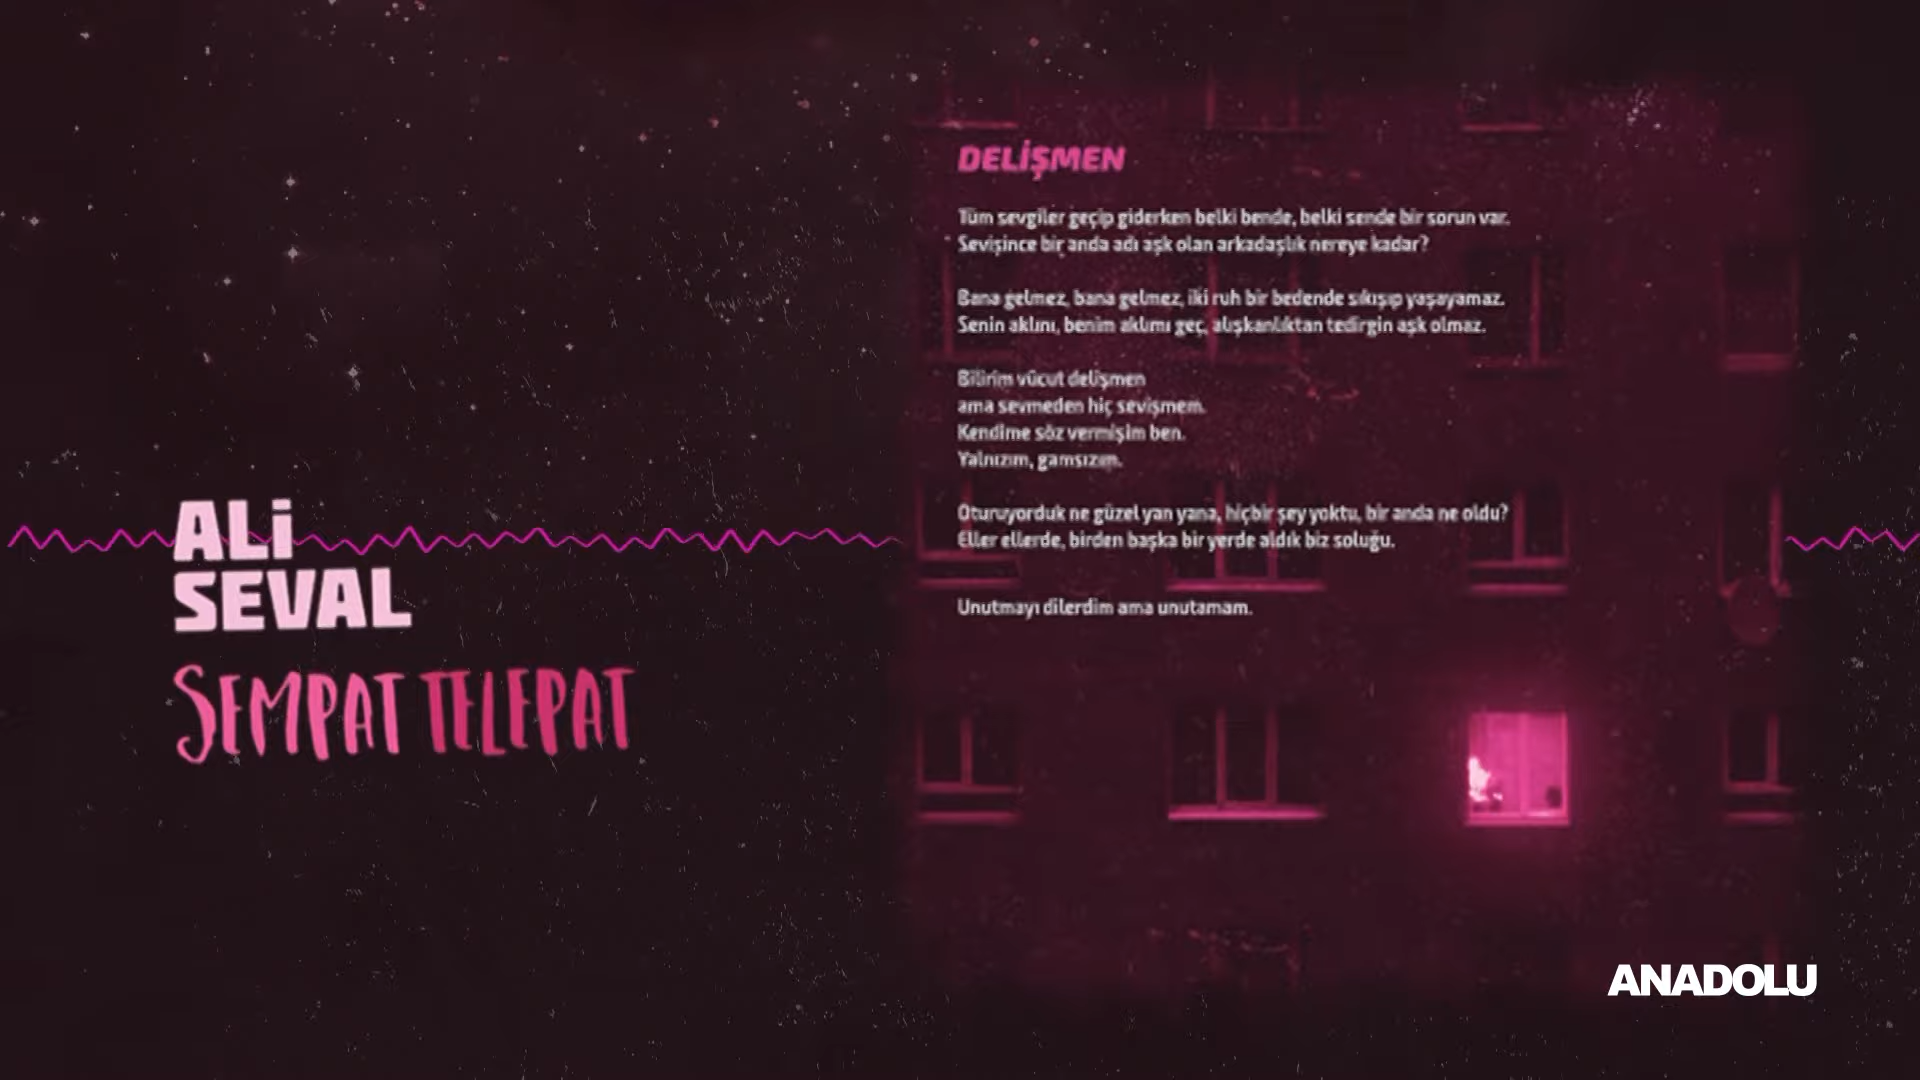 ALİ
SEVAL
SEMPAT TELEPAT
DELİŞMEN
Tüm sevgiler geçip giderken belki bende, belki sende bir sorun var.
Sevişince bir anda adı aşk olan arkadaşlık nereye kadar?
Bana gelmez, bana gelmez, iki ruh bir bedende sıkışıp yaşayamaz.
Senin aklını, benim aklımı geç, alışkanlıktan tedirgin aşk olmaz.
Bilirim vücut delişmen
ama sevmeden hiç sevişmem.
Kendime söz vermişim ben.
Yalnızım, gamsızım.
Oturuyorduk ne güzel yan yana, hiçbir şey yoktu, bir anda ne oldu?
Eller ellerde, birden başka bir yerde aldık biz soluğu.
Unutmayı dilerdim ama unutamam.
ANADOLU